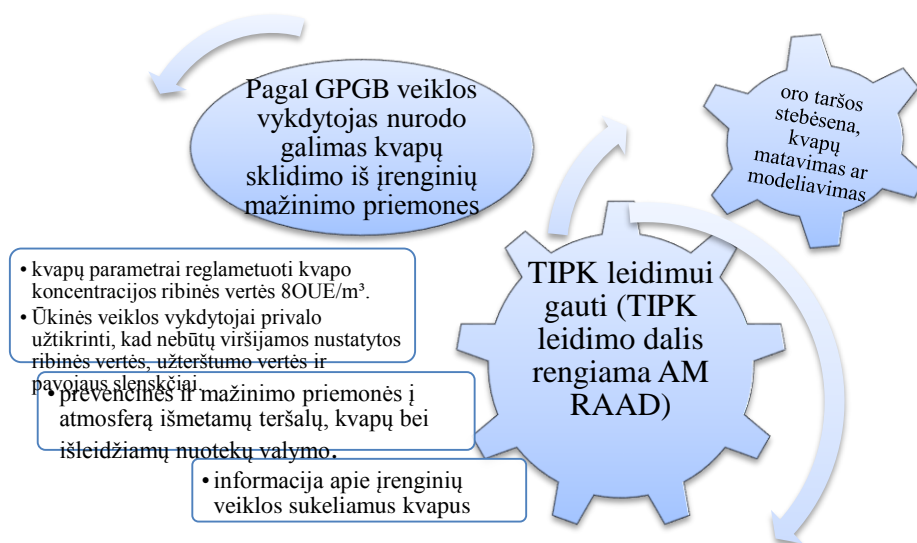 Pagal GPGB veiklos
vykdytojas nurodo
galimas kvapų
sklidimo iš įrenginių
mažinimo priemones
oro taršos
stebėsena,
kvapų
matavimas ar
modeliavimas
TIPK leidimui
gauti (TIPK
leidimo dalis
rengiama AM
RAAD)
• kvapų parametrai reglametuoti kvapo
koncentracijos ribinės vertės 8OUE/m³.
• Ūkinės veiklos vykdytojai privalo
užtikrinti, kad nebūtų viršijamos nustatytos
ribinės vertės, užterštumo vertės ir
pavojaus slenksčiai.
• prevencinės ir mažinimo priemonės į
atmosferą išmetamų teršalų, kvapų bei
išleidžiamų nuotekų valymo.
• informacija apie įrenginių
veiklos sukeliamus kvapus